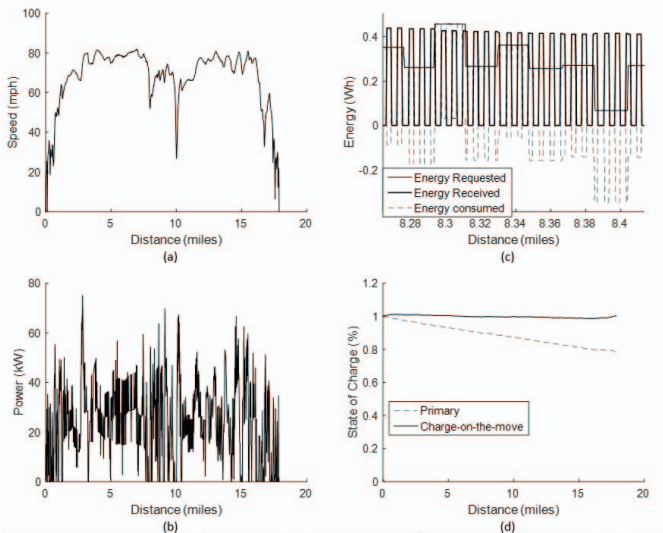 100
80
60
40
20
0
Speed (mph)
0
5
10
15
20
Distance (miles)
(a)
0.4
0.2
0
-0.2
Energy (Wh)
Energy Requested
Energy Received
Energy consumed
8.28
8.3
8.32
8.34
8.36
8.38
8.4
Distance (miles)
(c)
80
60
40
20
0
Power (kW)
0
5
10
15
20
Distance (miles)
(b)
1.2
1
0.8
0.6
0.4
0.2
0
State of Charge (%)
Primary
Charge-on-the-move
0
5
10
15
20
Distance (miles)
(d)